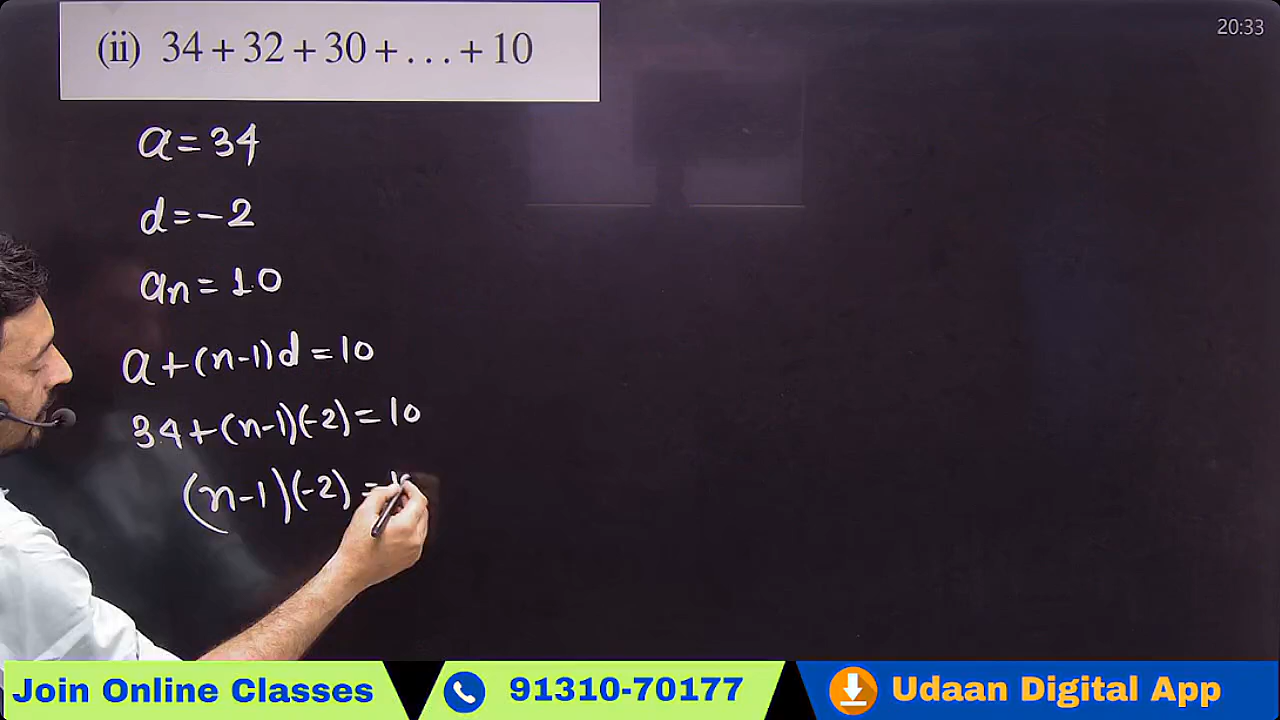 20:33
(ii) 34 + 32 + 30 + . . . + 10
a = 34
d = -2
an = 10
a + (n-1)d = 10
34 + (n-1)(-2) = 10
(n-1)(-2) =
Join Online Classes
91310-70177
Udaan Digital App